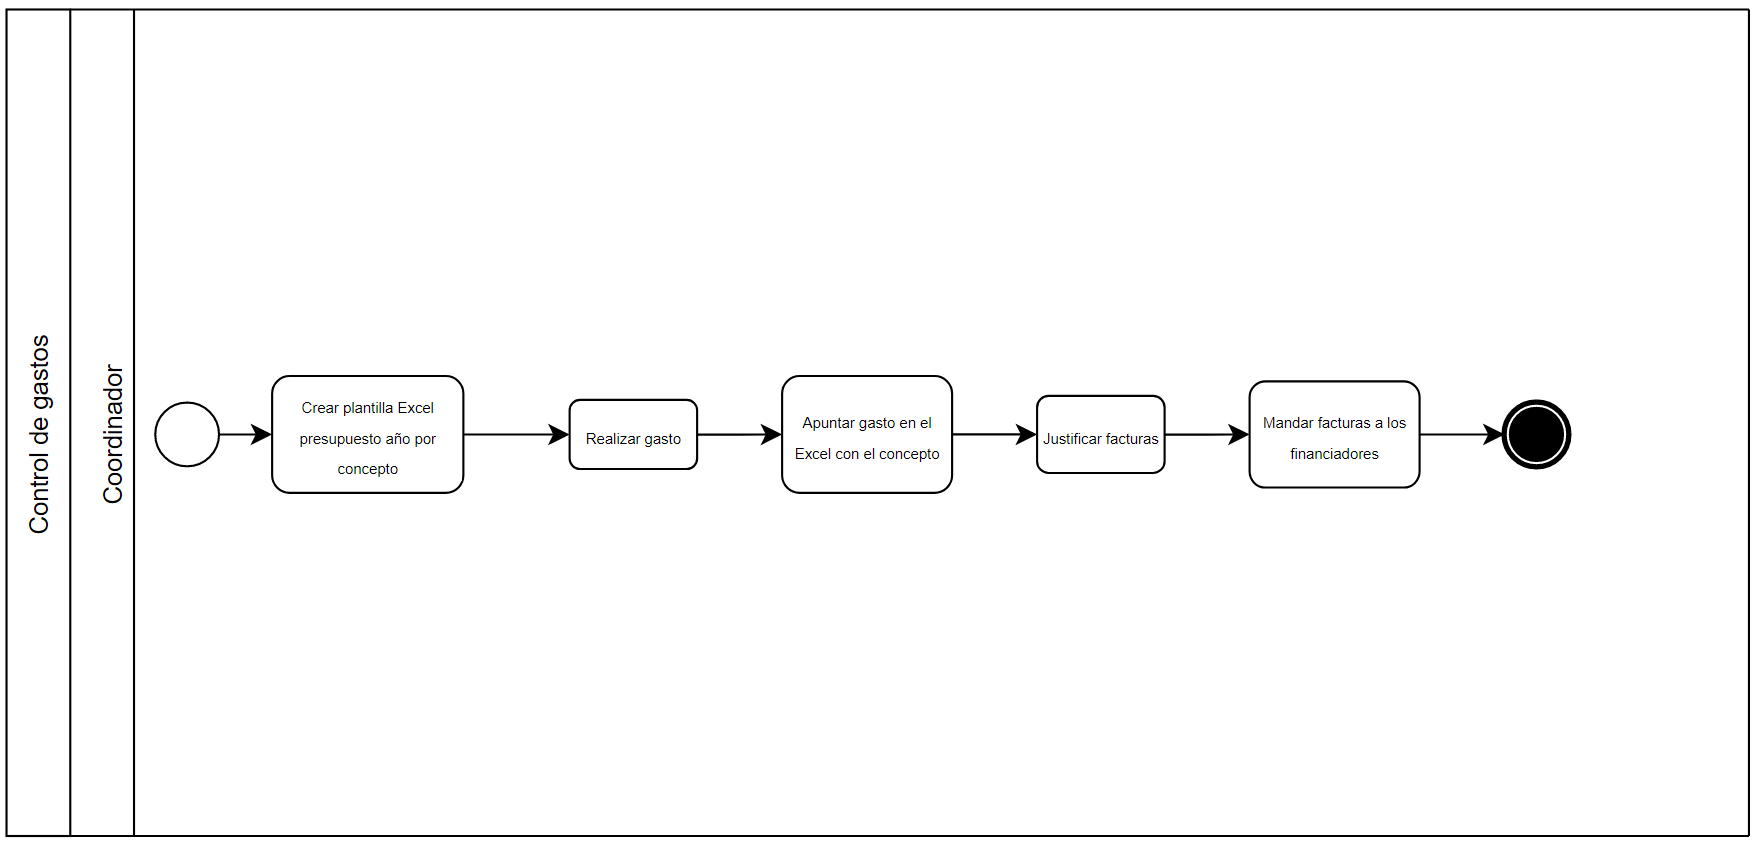 Control de gastos
Coordinador
Crear plantilla Excel
presupuesto año por
concepto
Realizar gasto
Apuntar gasto en el
Excel con el concepto
Justificar facturas
Mandar facturas a los
financiadores